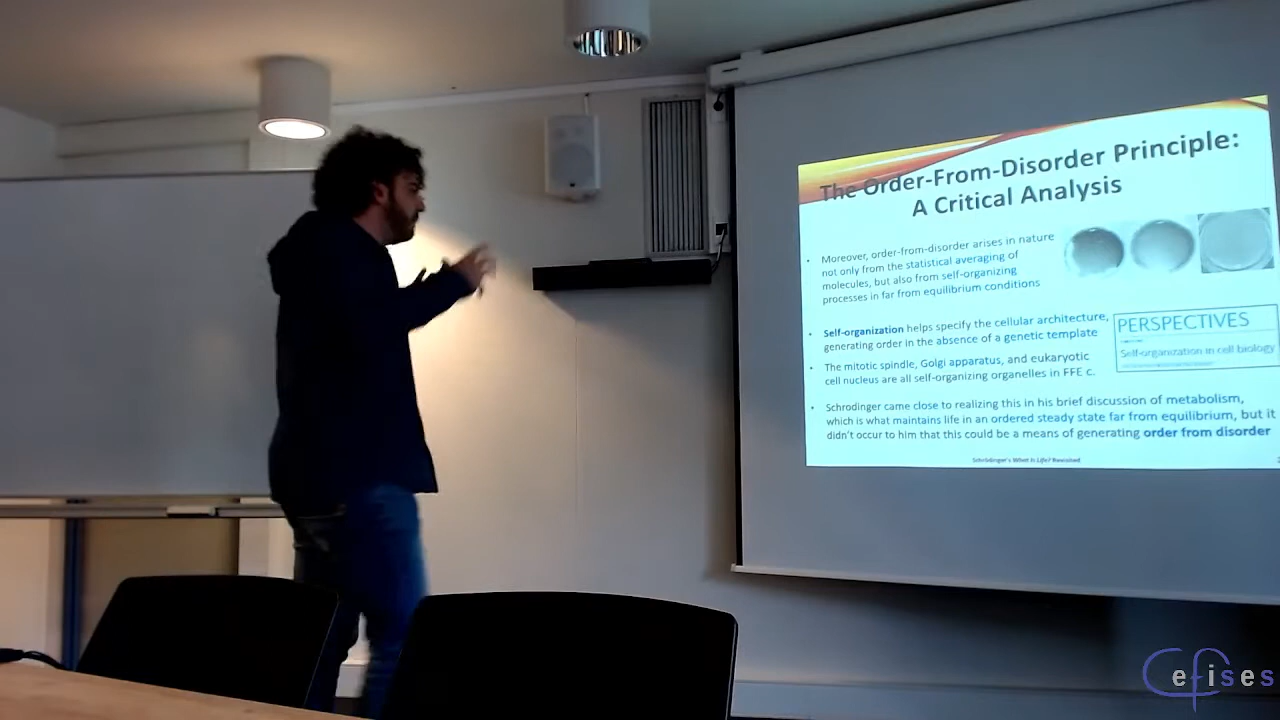 The Order-From-Disorder Principle:
A Critical Analysis
Moreover, order-from-disorder arises in nature
not only from the statistical averaging of
molecules, but also from self-organizing
processes in far from equilibrium conditions
Self-organization helps specify the cellular architecture,
generating order in the absence of a genetic template
PERSPECTIVES
Self-organization in cell biology
The mitotic spindle, Golgi apparatus, and eukaryotic
cell nucleus are all self-organizing organelles in FFE c.
Schrodinger came close to realizing this in his brief discussion of metabolism,
which is what maintains life in an ordered steady state far from equilibrium, but it
didn't occur to him that this could be a means of generating order from disorder
Schrödinger's What Is Life? Revisited
Cefises